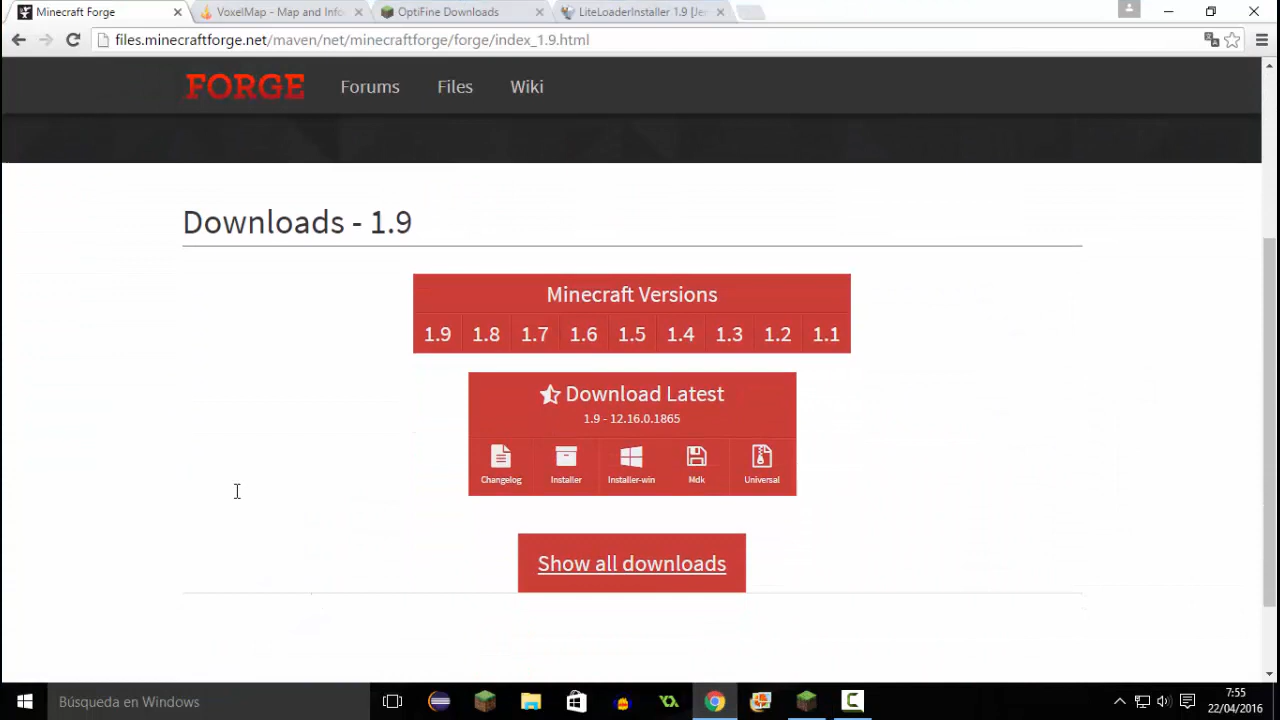 Minecraft Forge
VoxelMap - Map and Info
OptiFine Downloads
LiteLoaderInstaller 1.9 [Je
files.minecraftforge.net/maven/net/minecraftforge/forge/index_1.9.html
FORGE Forums Files Wiki
Downloads - 1.9
Minecraft Versions
1.9 1.8 1.7 1.6 1.5 1.4 1.3 1.2 1.1
Download Latest
1.9 - 12.16.0.1865
Changelog Installer Installer-win Mdk Universal
Show all downloads
Búsqueda en Windows
7:55
22/04/2016